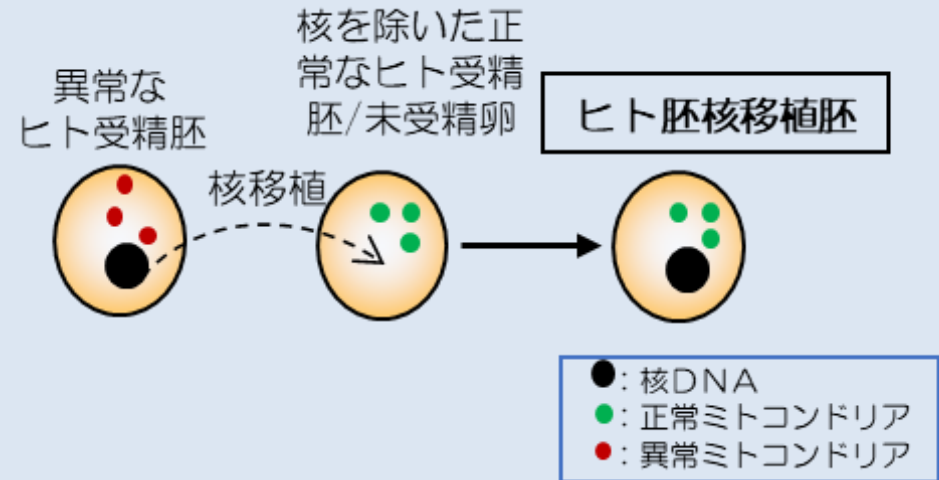 異常な
ヒト受精胚
核を除いた正
常なヒト受精
胚/未受精卵
ヒト胚核移植胚
核移植
●: 核DNA
●: 正常ミトコンドリア
●: 異常ミトコンドリア